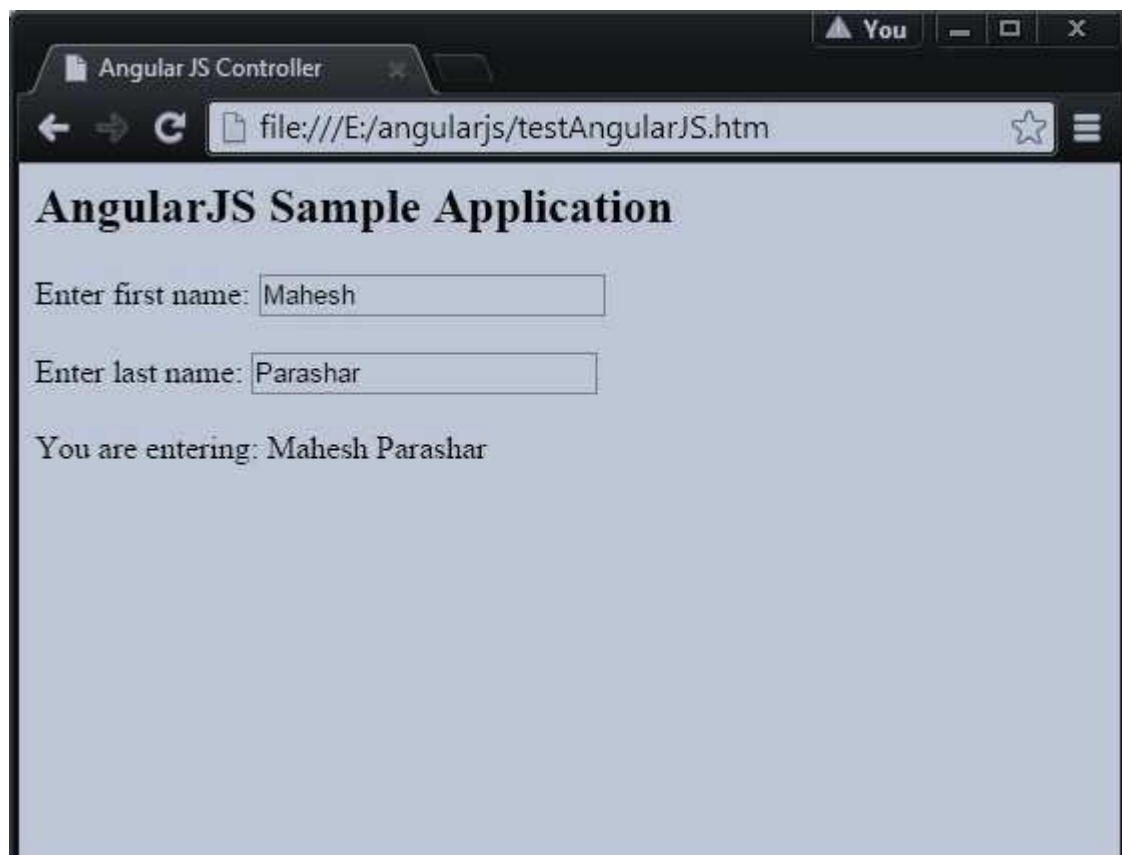 You
Angular JS Controller
file:///E:/angularjs/testAngularJS.htm
AngularJS Sample Application
Enter first name: Mahesh
Enter last name: Parashar
You are entering: Mahesh Parashar